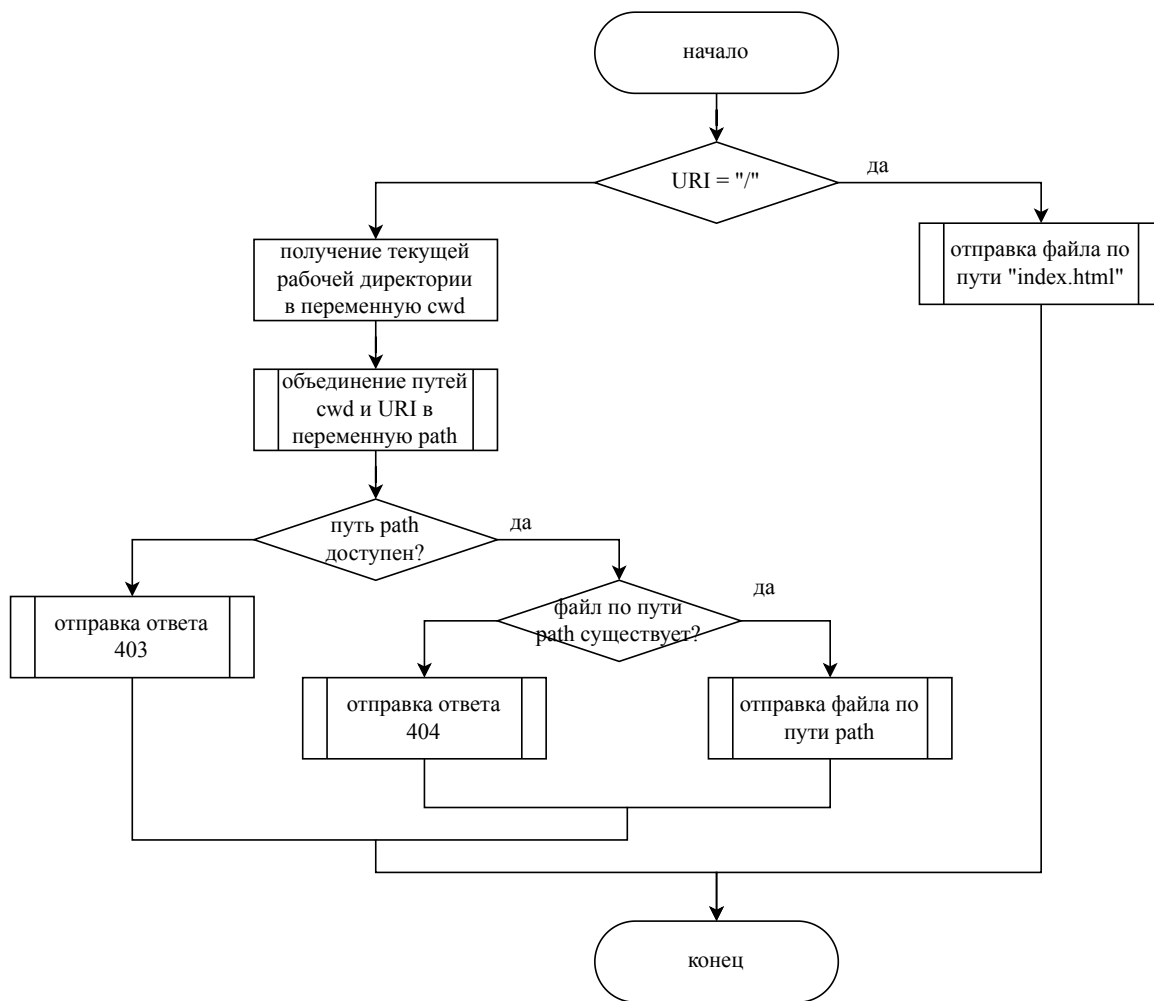 начало
URI = "/"
да
получение текущей
рабочей директории
в переменную cwd
отправка файла по
пути "index.html"
объединение путей
cwd и URI в
переменную path
путь path
доступен?
да
отправка ответа
403
файл по пути
path существует?
да
отправка ответа
404
отправка файла по
пути path
конец